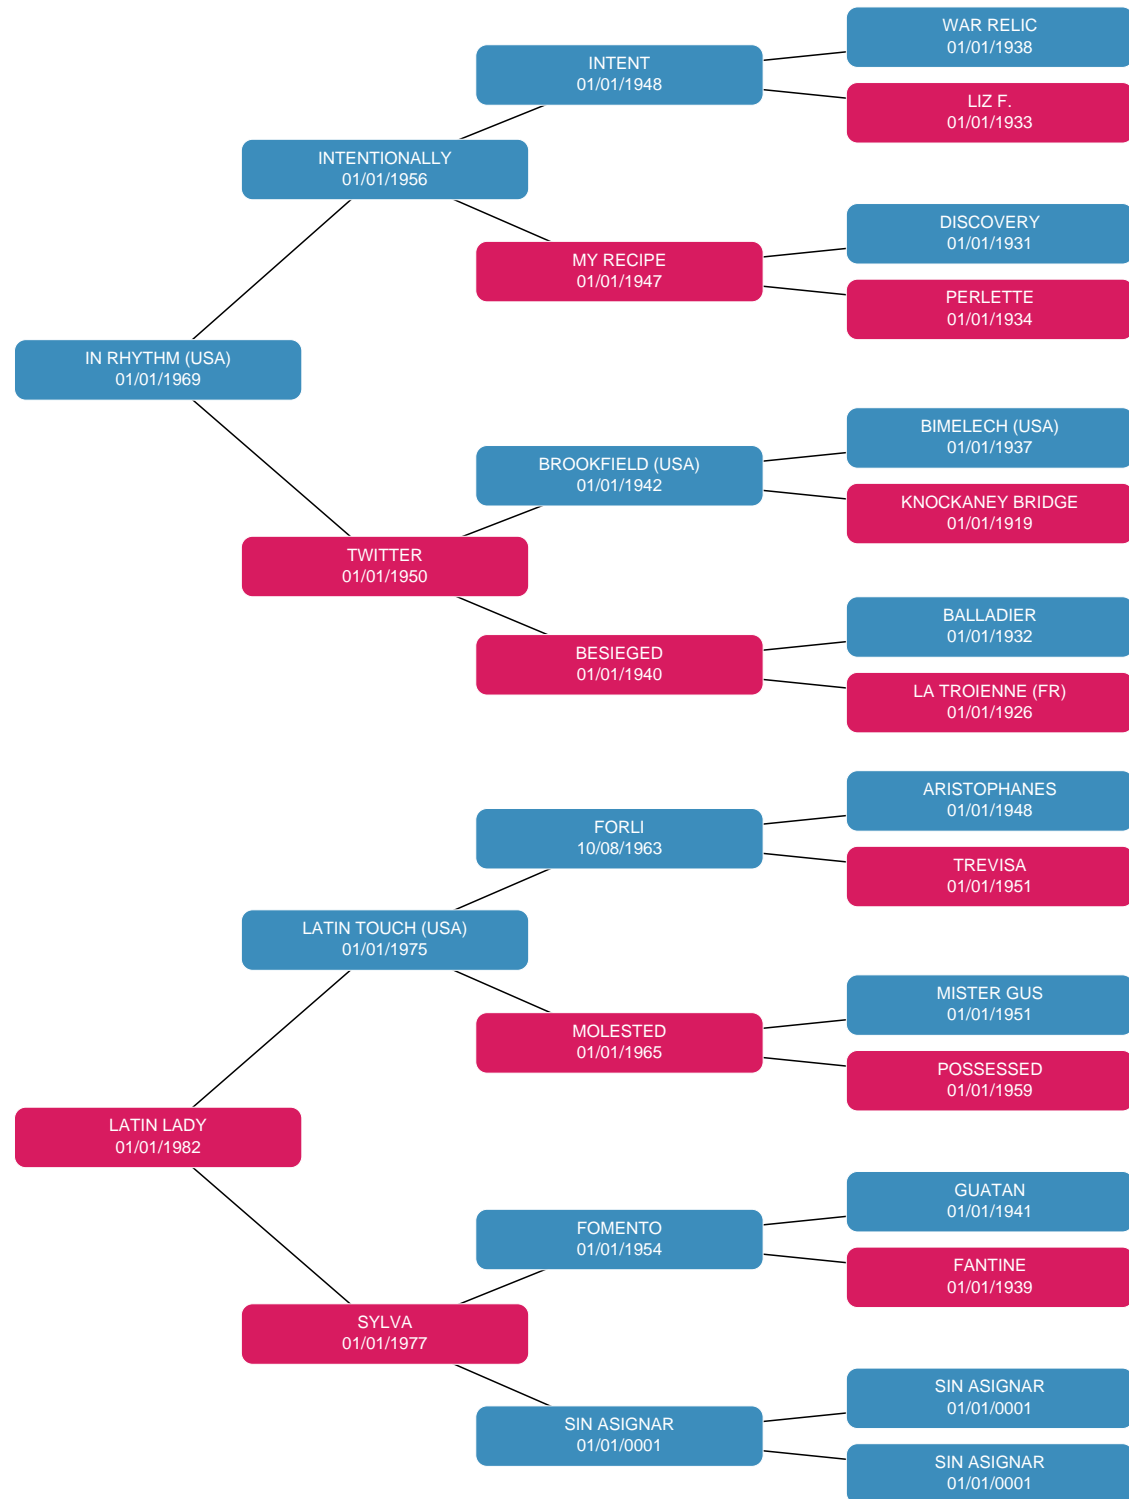 WAR RELIC
01/01/1938
INTENT
01/01/1948
LIZ F.
01/01/1933
INTENTIONALLY
01/01/1956
DISCOVERY
01/01/1931
MY RECIPE
01/01/1947
PERLETTE
01/01/1934
IN RHYTHM (USA)
01/01/1969
BIMELECH (USA)
01/01/1937
BROOKFIELD (USA)
01/01/1942
KNOCKANEY BRIDGE
01/01/1919
TWITTER
01/01/1950
BALLADIER
01/01/1932
BESIEGED
01/01/1940
LA TROIENNE (FR)
01/01/1926
ARISTOPHANES
01/01/1948
FORLI
10/08/1963
TREVISA
01/01/1951
LATIN TOUCH (USA)
01/01/1975
MISTER GUS
01/01/1951
MOLESTED
01/01/1965
POSSESSED
01/01/1959
LATIN LADY
01/01/1982
GUATAN
01/01/1941
FOMENTO
01/01/1954
FANTINE
01/01/1939
SYLVA
01/01/1977
SIN ASIGNAR
01/01/0001
SIN ASIGNAR
01/01/0001
SIN ASIGNAR
01/01/0001